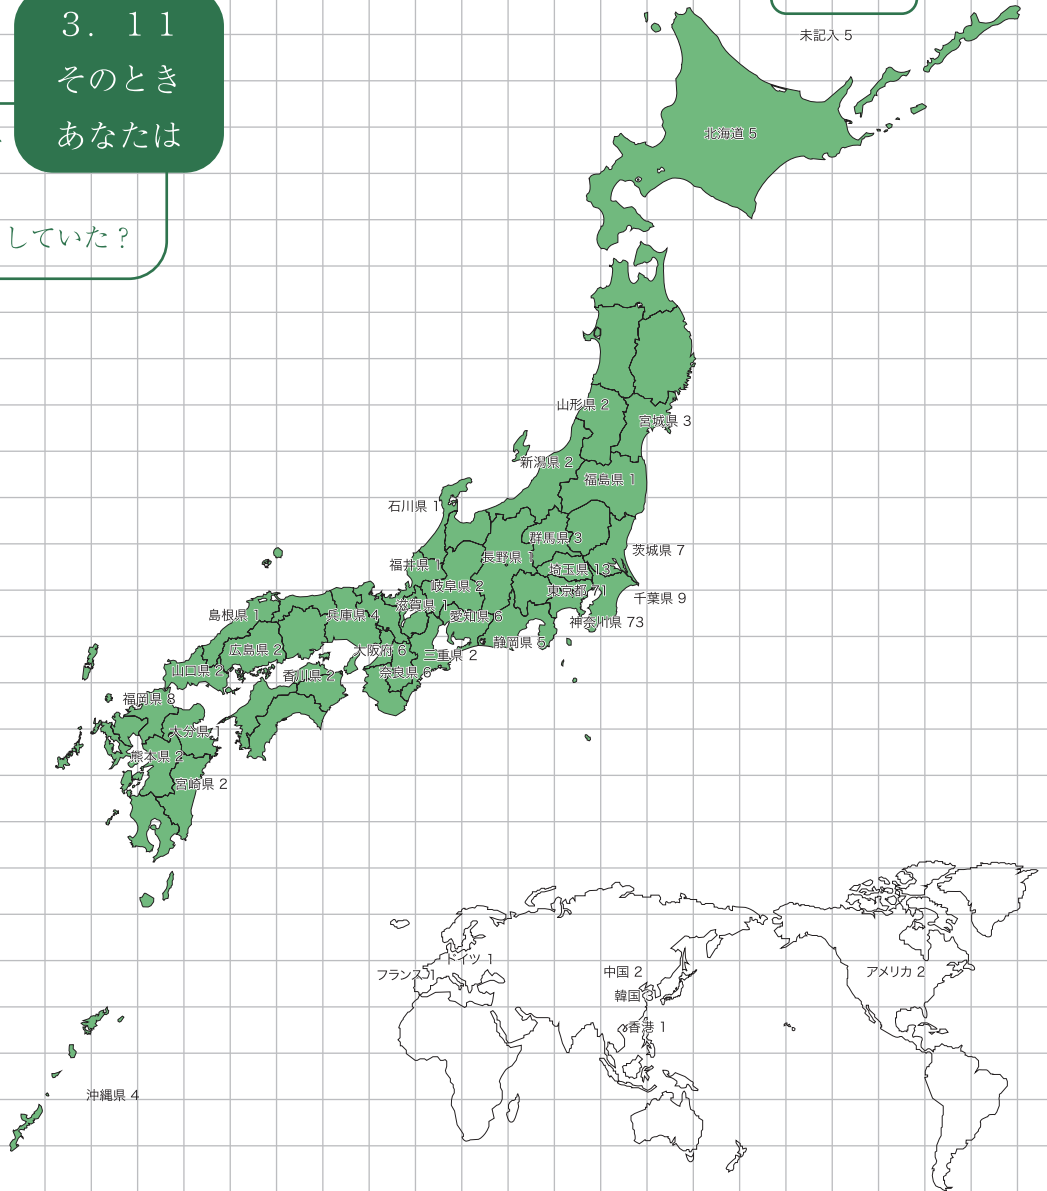 ３．１１
そのとき
あなたは
していた？
未記入 5
北海道 5
山形県 2
宮城県 3
新潟県 2
福島県 1
石川県 1
群馬県 3
茨城県 7
長野県 1
福井県 1
埼玉県 13
岐阜県 2
東京都 71
千葉県 9
滋賀県 1
島根県 1
兵庫県 4
愛知県 6
神奈川県 73
静岡県 5
広島県 2
大阪府 6
三重県 2
山口県 2
香川県 2
奈良県 6
福岡県 8
大分県 1
熊本県 2
宮崎県 2
ドイツ 1
フランス 1
中国 2
アメリカ 2
韓国 3
香港 1
沖縄県 4